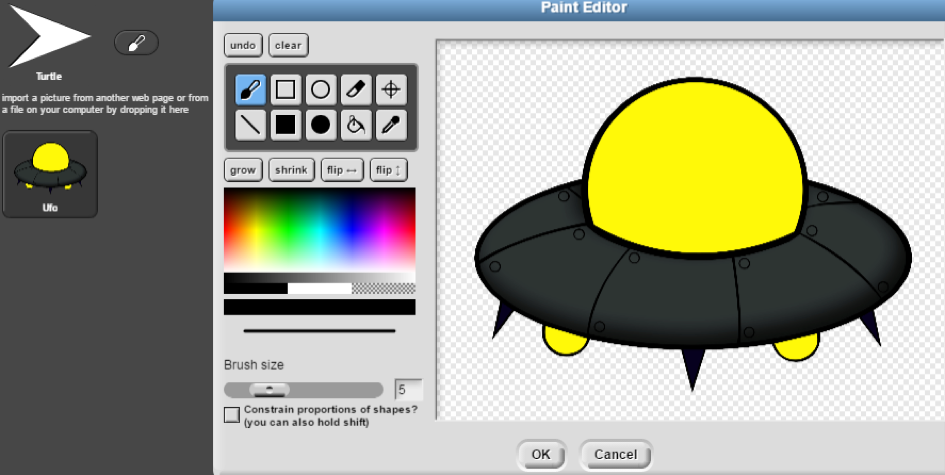 Paint Editor
Turtle
import a picture from another web page or from
a file on your computer by dropping it here
Ufo
undo clear
grow shrink flip ↔ flip ↕
Brush size
5
Constrain proportions of shapes?
(you can also hold shift)
OK Cancel